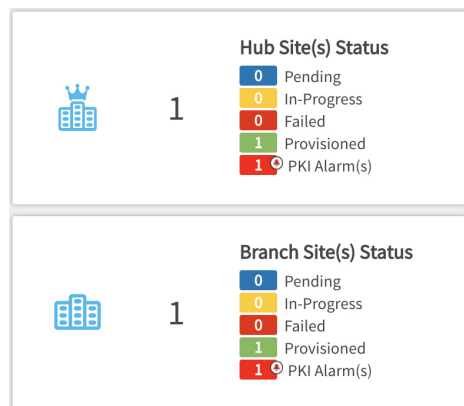 Hub Site(s) Status
1
0 Pending
0 In-Progress
0 Failed
1 Provisioned
1 PKI Alarm(s)
Branch Site(s) Status
1
0 Pending
0 In-Progress
0 Failed
1 Provisioned
1 PKI Alarm(s)